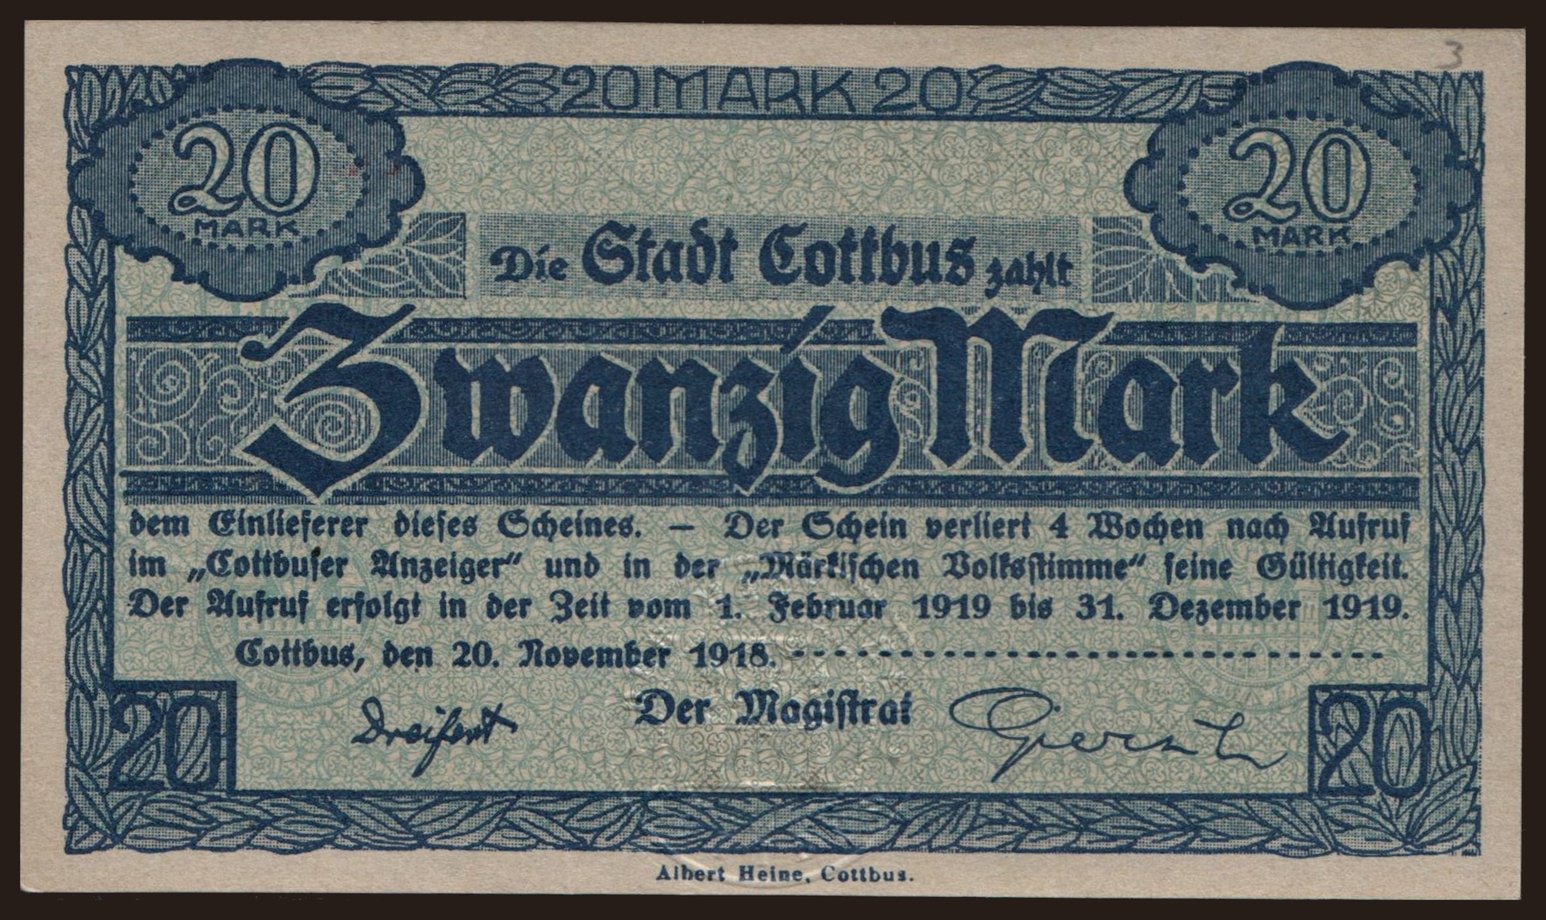 3
20 MARK 20
20
MARK
20
MARK
Die Stadt Cottbus zahlt
Zwanzig Mark
dem Einlieferer dieses Scheines. — Der Schein verliert 4 Wochen nach Aufruf
im „Cottbuser Anzeiger“ und in der „Märkischen Volksstimme“ seine Gültigkeit.
Der Aufruf erfolgt in der Zeit vom 1. Februar 1919 bis 31. Dezember 1919.
Cottbus, den 20. November 1918.
Der Magistrat
Dreifert
20
20
Albert Heine, Cottbus.